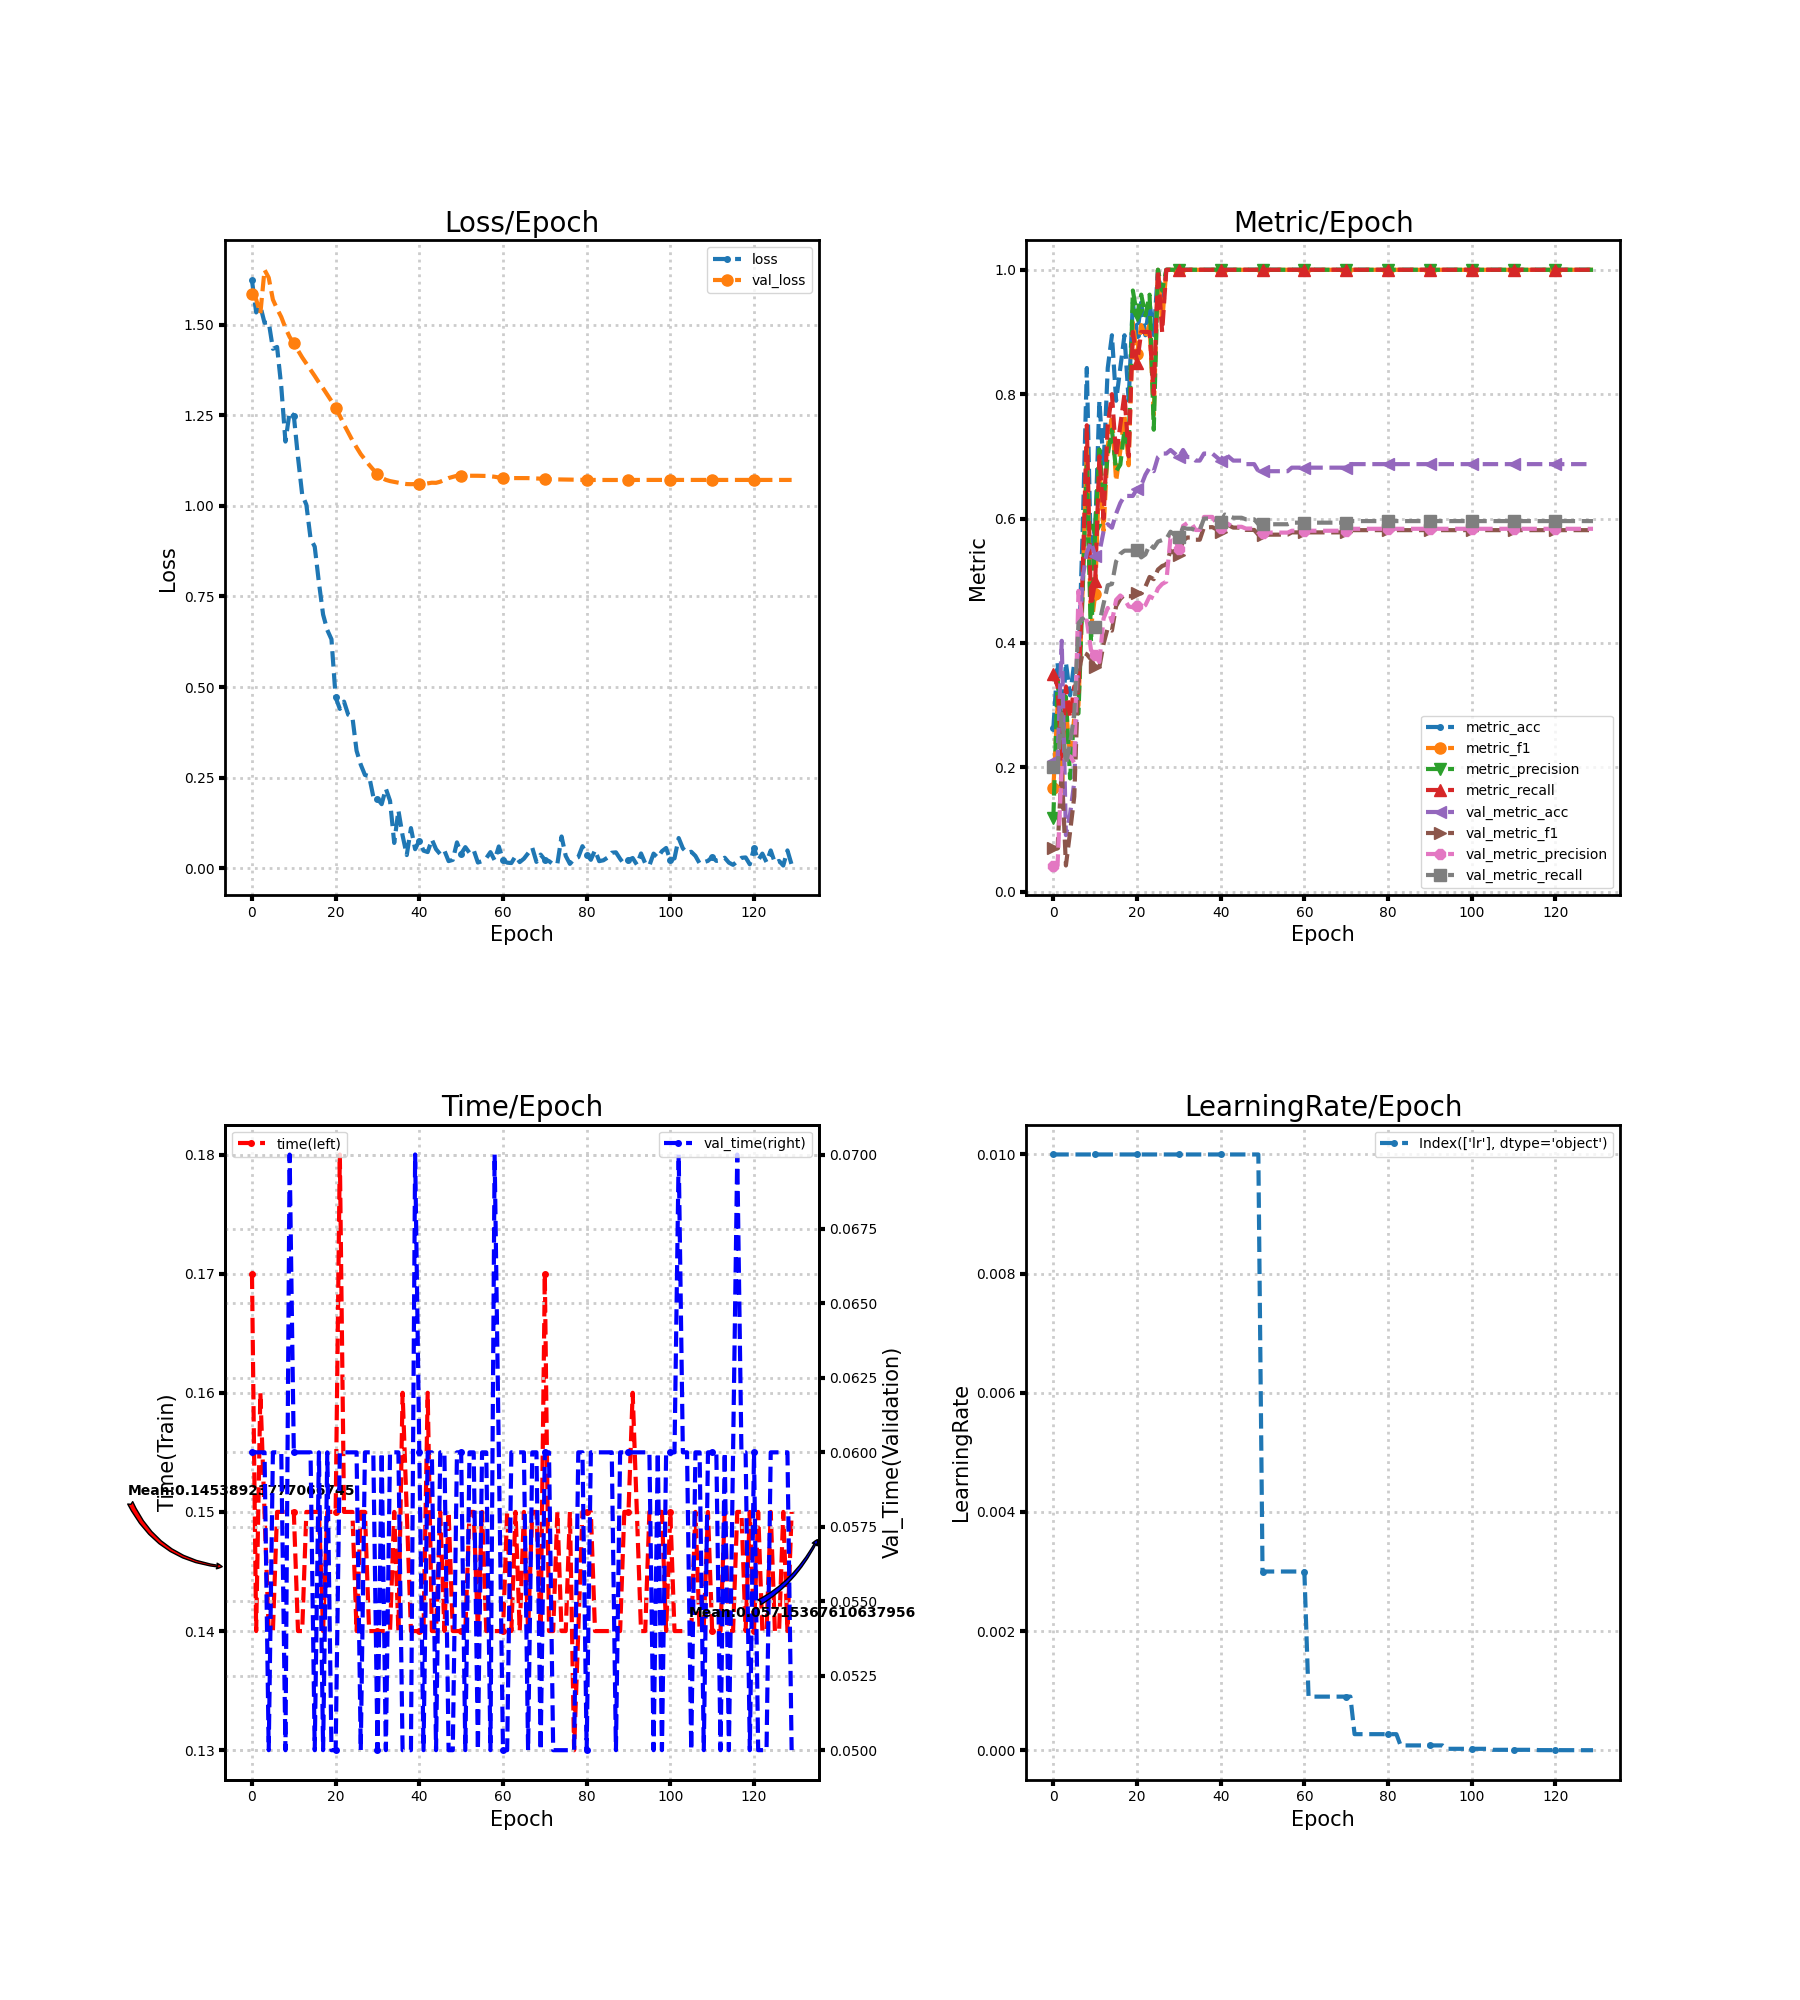 Loss/Epoch
loss
val_loss
1.50
1.25
1.00
0.75
0.50
0.25
0.00
Loss
0
20
40
60
80
100
120
Epoch
Metric/Epoch
1.0
0.8
0.6
0.4
0.2
0.0
Metric
metric_acc
metric_f1
metric_precision
metric_recall
val_metric_acc
val_metric_f1
val_metric_precision
val_metric_recall
0
20
40
60
80
100
120
Epoch
Time/Epoch
time(left)
val_time(right)
0.18
0.17
0.16
0.15
0.14
0.13
Time(Train)
0.0700
0.0675
0.0650
0.0625
0.0600
0.0575
0.0550
0.0525
0.0500
Val_Time(Validation)
Mean:0.05715367610637956
0
20
40
60
80
100
120
Epoch
LearningRate/Epoch
Index(['lr'], dtype='object')
0.010
0.008
0.006
0.004
0.002
0.000
LearningRate
0
20
40
60
80
100
120
Epoch